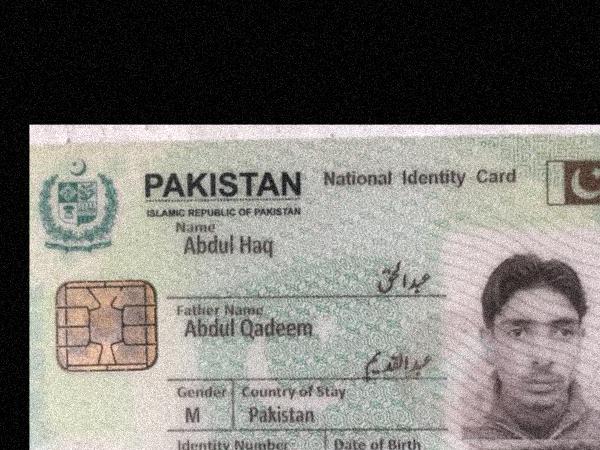 PAKISTAN National Identity Card
ISLAMIC REPUBLIC OF PAKISTAN
Name
Abdul Haq
عبدالحق
Father Name
Abdul Qadeem
عبدالقدیم
Gender Country of Stay
M Pakistan
Identity Number Date of Birth